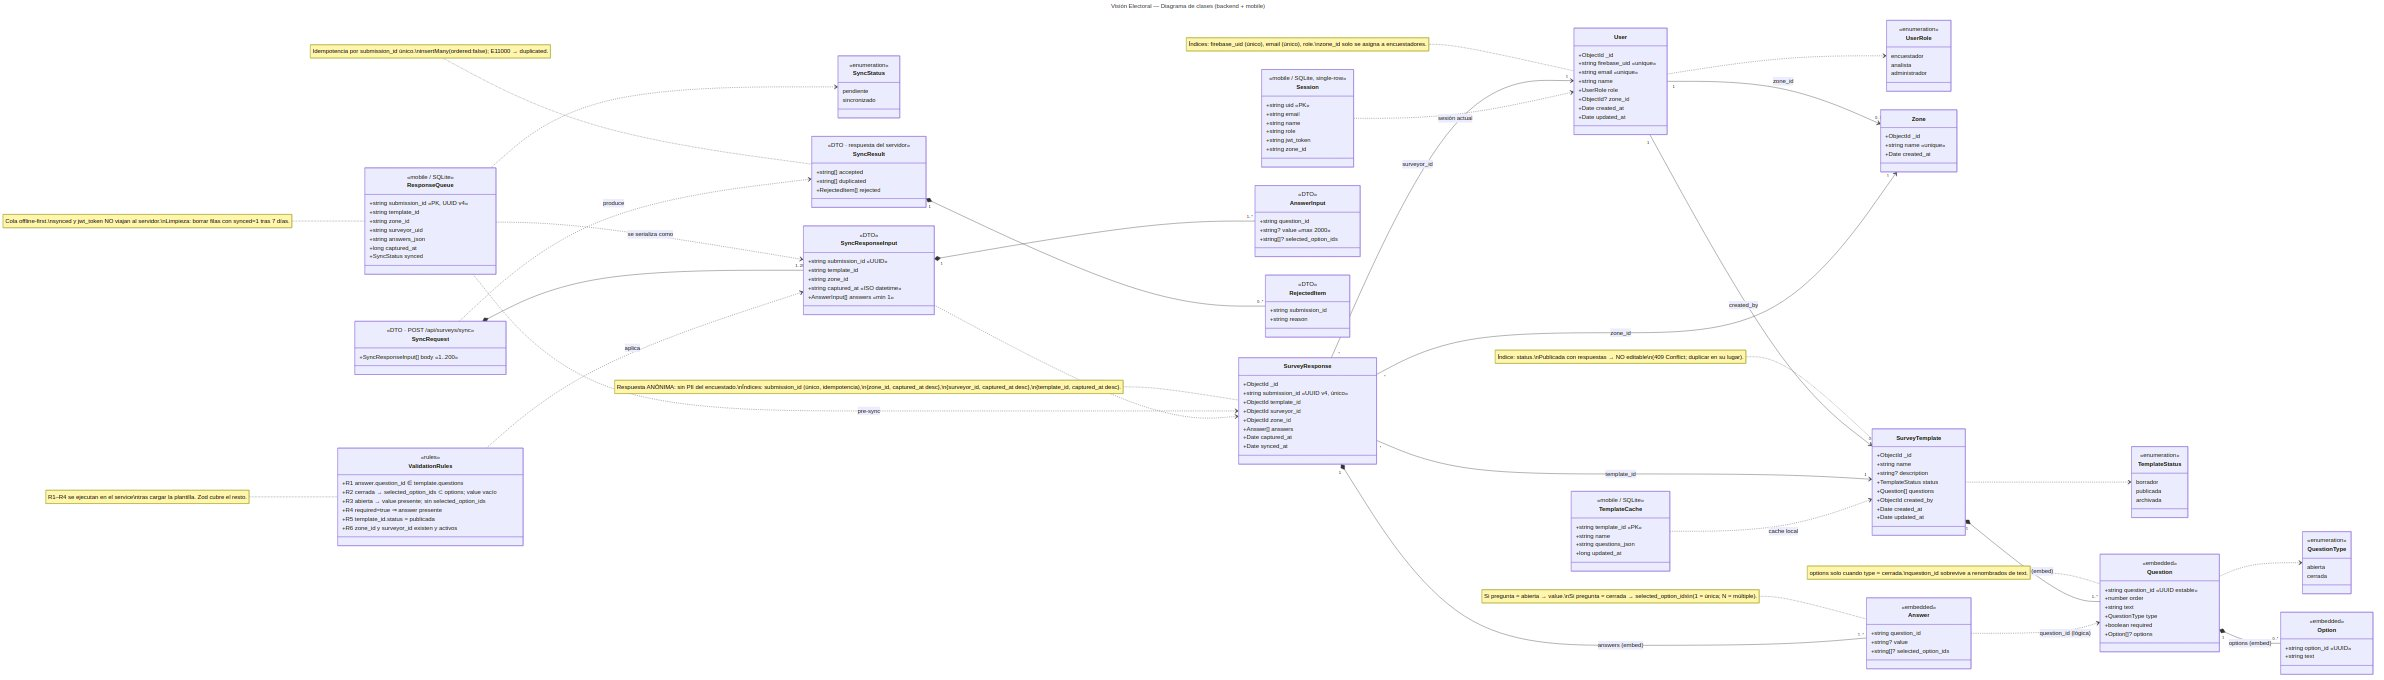 Visión Electoral — Diagrama de clases (backend + mobile)
Idempotencia por submission_id único.\ninsertMany(ordered:false); E11000 → duplicated.
«enumeration»
SyncStatus
pendiente
sincronizado
Índices: firebase_uid (único), email (único), role.\nzone_id solo se asigna a encuestadores.
User
+ObjectId _id
+string firebase_uid «unique»
+string email «unique»
+string name
+UserRole role
+ObjectId? zone_id
+Date created_at
+Date updated_at
«enumeration»
UserRole
encuestador
analista
administrador
«mobile / SQLite, single-row»
Session
+string uid «PK»
+string email
+string name
+string role
+string jwt_token
+string zone_id
sesión actual
1
1
zone_id
Zone
+ObjectId _id
+string name «unique»
+Date created_at
1
1
«DTO · respuesta del servidor»
SyncResult
+string[] accepted
+string[] duplicated
+RejectedItem[] rejected
1
«mobile / SQLite»
ResponseQueue
+string submission_id «PK, UUID v4»
+string template_id
+string zone_id
+string surveyor_uid
+string answers_json
+long captured_at
+SyncStatus synced
Cola offline-first.\nsynced y jwt_token NO viajan al servidor.\nLimpieza: borrar filas con synced=1 tras 7 días.
produce
se serializa como
surveyor_id
«DTO»
AnswerInput
+string question_id
+string? value «max 2000»
+string[]? selected_option_ids
1..*
«DTO»
SyncResponseInput
+string submission_id «UUID»
+string template_id
+string zone_id
+string captured_at «ISO datetime»
+AnswerInput[] answers «min 1»
1
«DTO»
RejectedItem
+string submission_id
+string reason
0..*
«DTO · POST /api/surveys/sync»
SyncRequest
+SyncResponseInput[] body «1..200»
aplica
created_by
zone_id
Índice: status.\nPublicada con respuestas → NO editable\n(409 Conflict; duplicar en su lugar).
Respuesta ANÓNIMA: sin PII del encuestado.\nÍndices: submission_id (único, idempotencia),\n{zone_id, captured_at desc},\n{surveyor_id, captured_at desc},\n{template_id, captured_at desc}.
pre-sync
*
*
*
SurveyResponse
+ObjectId _id
+string submission_id «UUID v4, único»
+ObjectId template_id
+ObjectId surveyor_id
+ObjectId zone_id
+Answer[] answers
+Date captured_at
+Date synced_at
1
template_id
1
SurveyTemplate
+ObjectId _id
+string name
+string? description
+TemplateStatus status
+Question[] questions
+ObjectId created_by
+Date created_at
+Date updated_at
1
«enumeration»
TemplateStatus
borrador
publicada
archivada
«rules»
ValidationRules
+R1 answer.question_id ∈ template.questions
+R2 cerrada → selected_option_ids ⊂ options; value vacío
+R3 abierta → value presente; sin selected_option_ids
+R4 required=true ⇒ answer presente
+R5 template_id.status = publicada
+R6 zone_id y surveyor_id existen y activos
R1–R4 se ejecutan en el service\ntras cargar la plantilla. Zod cubre el resto.
«mobile / SQLite»
TemplateCache
+string template_id «PK»
+string name
+string questions_json
+long updated_at
cache local
«enumeration»
QuestionType
abierta
cerrada
options solo cuando type = cerrada.\nquestion_id sobrevive a renombrados de text.
(embed)
«embedded»
Question
+string question_id «UUID estable»
+number order
+string text
+QuestionType type
+boolean required
+Option[]? options
1..*
1
Si pregunta = abierta → value.\nSi pregunta = cerrada → selected_option_ids\n(1 = única; N = múltiple).
answers (embed)
1..*
«embedded»
Answer
+string question_id
+string? value
+string[]? selected_option_ids
question_id (lógica)
options (embed)
0..*
«embedded»
Option
+string option_id «UUID»
+string text